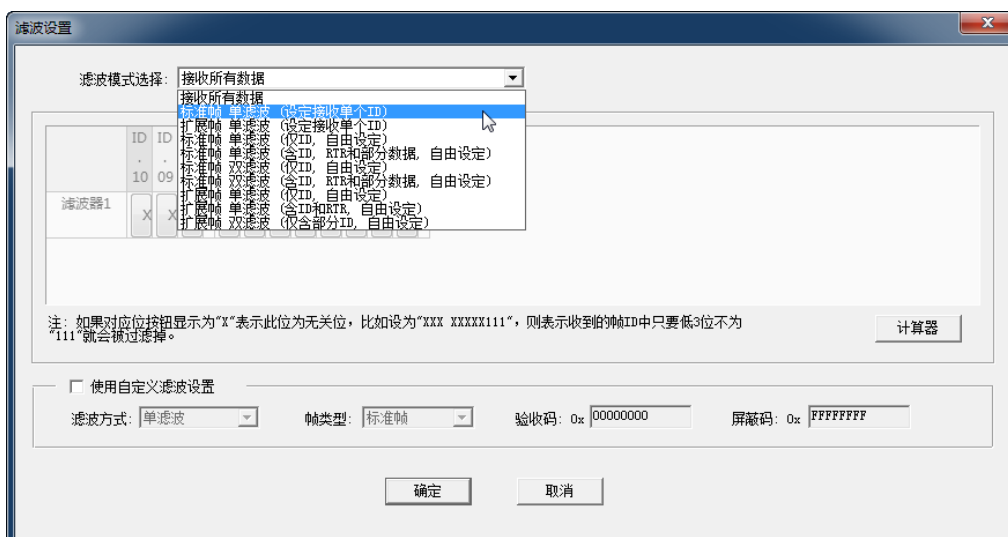 滤波设置
滤波模式选择: 接收所有数据
接收所有数据
标准帧 单滤波 (设定接收单个ID)
扩展帧 单滤波 (设定接收单个ID)
标准帧 单滤波 (仅ID, 自由设定)
标准帧 单滤波 (含ID, RTR和部分数据, 自由设定)
标准帧 双滤波 (仅ID, 自由设定)
标准帧 双滤波 (含ID, RTR和部分数据, 自由设定)
扩展帧 单滤波 (仅ID, 自由设定)
扩展帧 单滤波 (含ID和RTR, 自由设定)
扩展帧 双滤波 (仅含部分ID, 自由设定)
ID ID
. .
10 09
滤波器1 X X
注: 如果对应位按钮显示为"X"表示此位为无关位, 比如设为"XXX XXXXX111", 则表示收到的帧ID中只要低3位不为
"111"就会被过滤掉。
计算器
使用自定义滤波设置
滤波方式: 单滤波 帧类型: 标准帧 验收码: 0x 00000000 屏蔽码: 0x FFFFFFFF
确定 取消